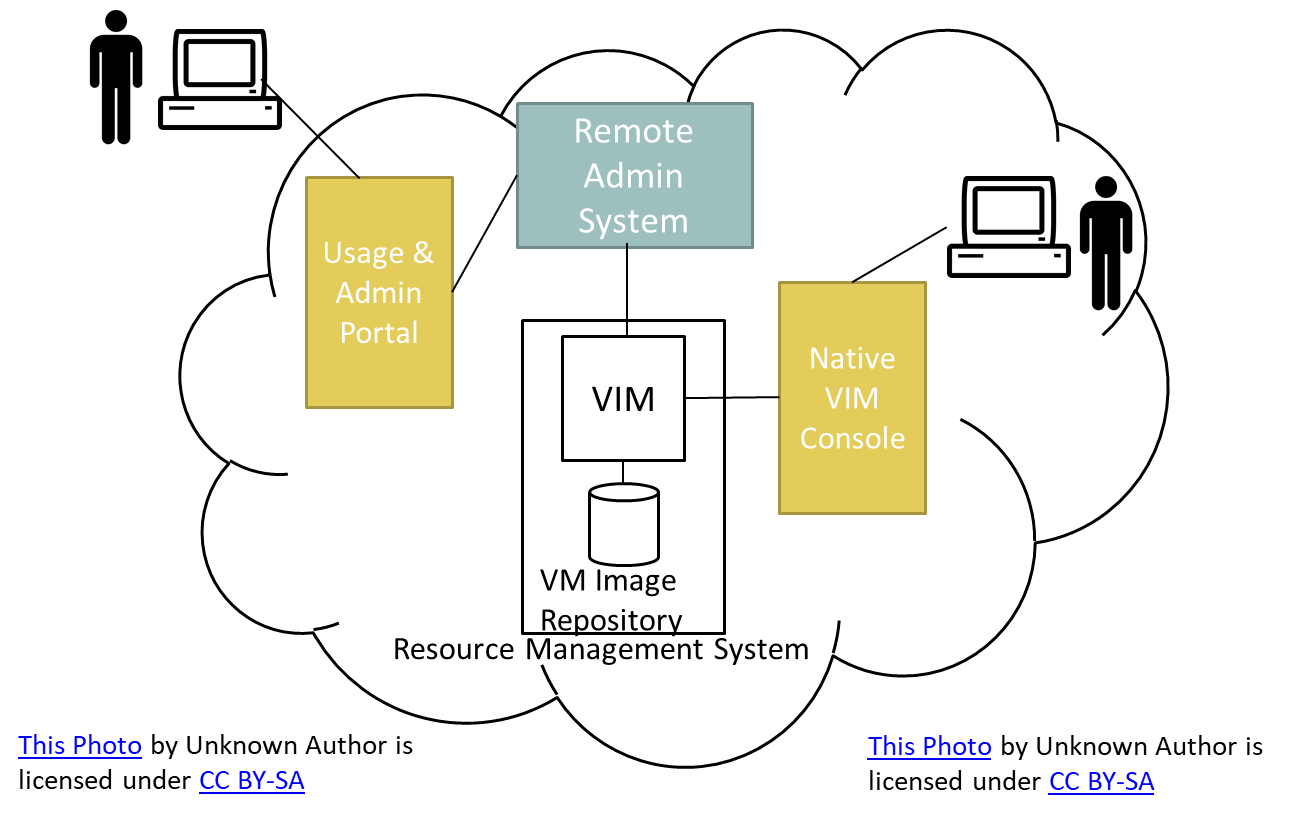 Remote
Admin
System
Usage &
Admin
Portal
VIM
Native
VIM
Console
VM Image
Repository
Resource Management System
This Photo by Unknown Author is
licensed under CC BY-SA
This Photo by Unknown Author is
licensed under CC BY-SA